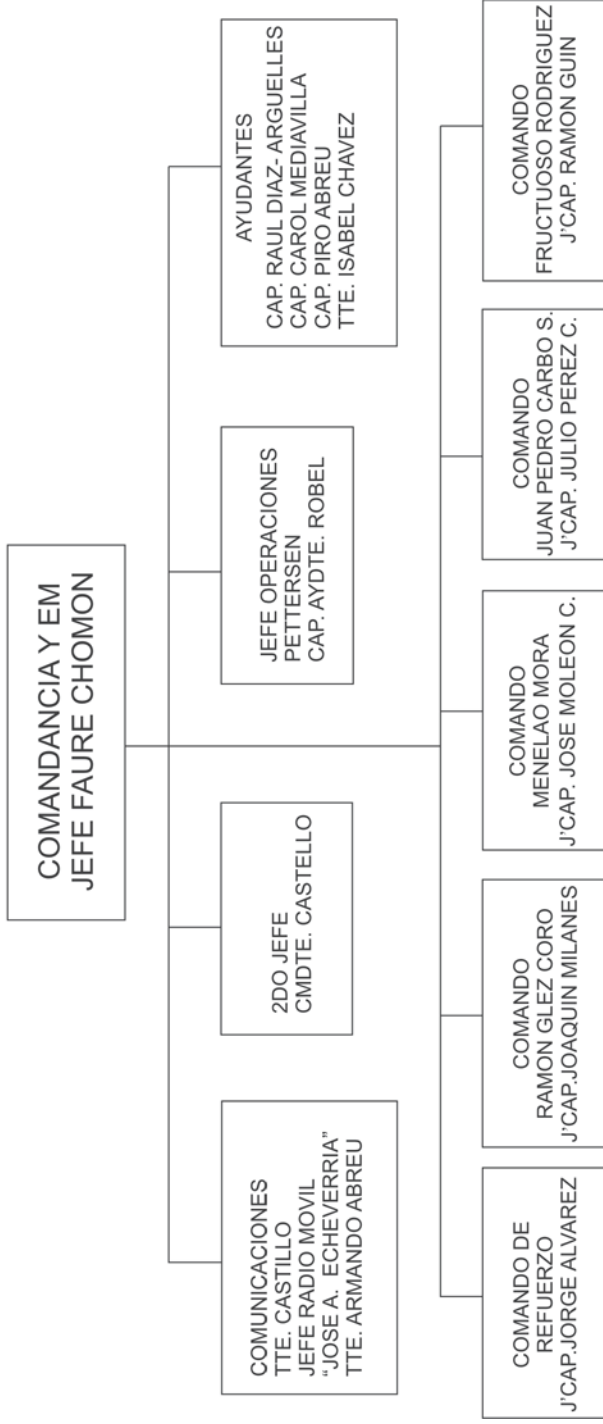 COMANDANCIA Y EM
JEFE FAURE CHOMON
COMUNICACIONES
TTE. CASTILLO
JEFE RADIO MOVIL
“JOSE A. ECHEVERRIA”
TTE. ARMANDO ABREU
2DO JEFE
CMDTE. CASTELLO
JEFE OPERACIONES
PETTERSEN
CAP. AYDTE. ROBEL
AYUDANTES
CAP. RAUL DIAZ- ARGUELLES
CAP. CAROL MEDIAVILLA
CAP. PIRO ABREU
TTE. ISABEL CHAVEZ
COMANDO DE
REFUERZO
J’CAP.JORGE ALVAREZ
COMANDO
RAMON GLEZ CORO
J’CAP.JOAQUIN MILANES
COMANDO
MENELAO MORA
J’CAP. JOSE MOLEON C.
COMANDO
JUAN PEDRO CARBO S.
J’CAP. JULIO PEREZ C.
COMANDO
FRUCTUOSO RODRIGUEZ
J’CAP. RAMON GUIN